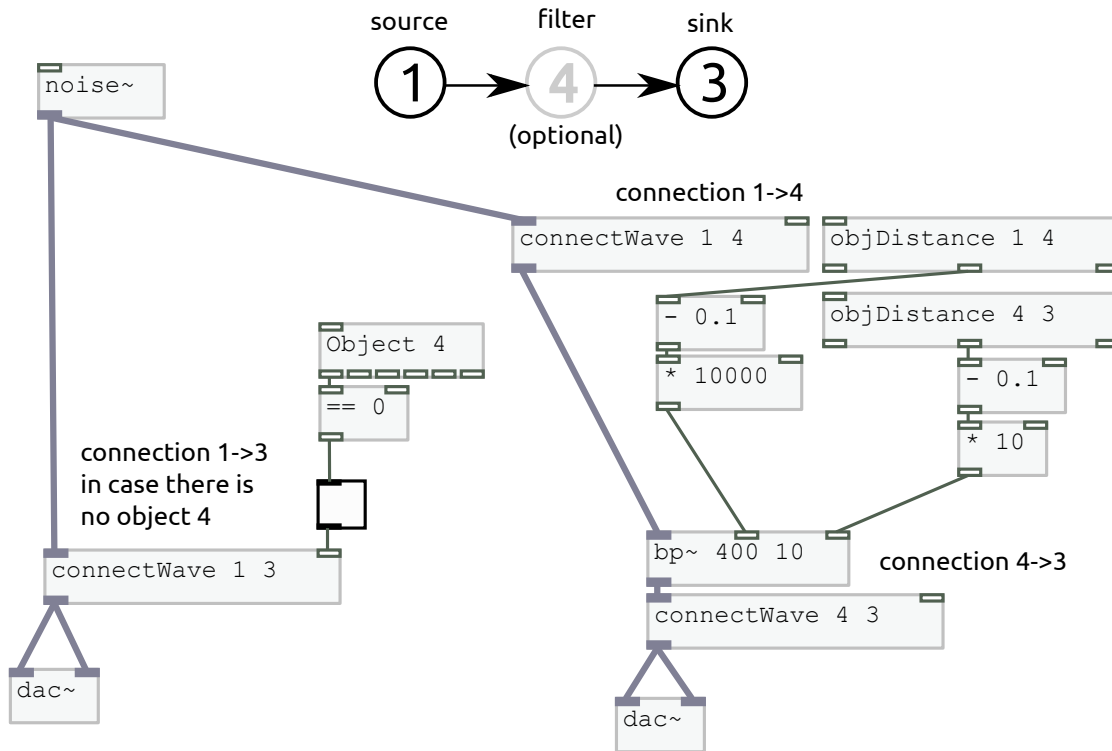 source
filter
sink
1
4
3
(optional)
noise~
connection 1->4
connectWave 1 4
objDistance 1 4
- 0.1
objDistance 4 3
* 10000
- 0.1
* 10
Object 4
== 0
connection 1->3
in case there is
no object 4
connectWave 1 3
bp~ 400 10
connection 4->3
connectWave 4 3
dac~
dac~